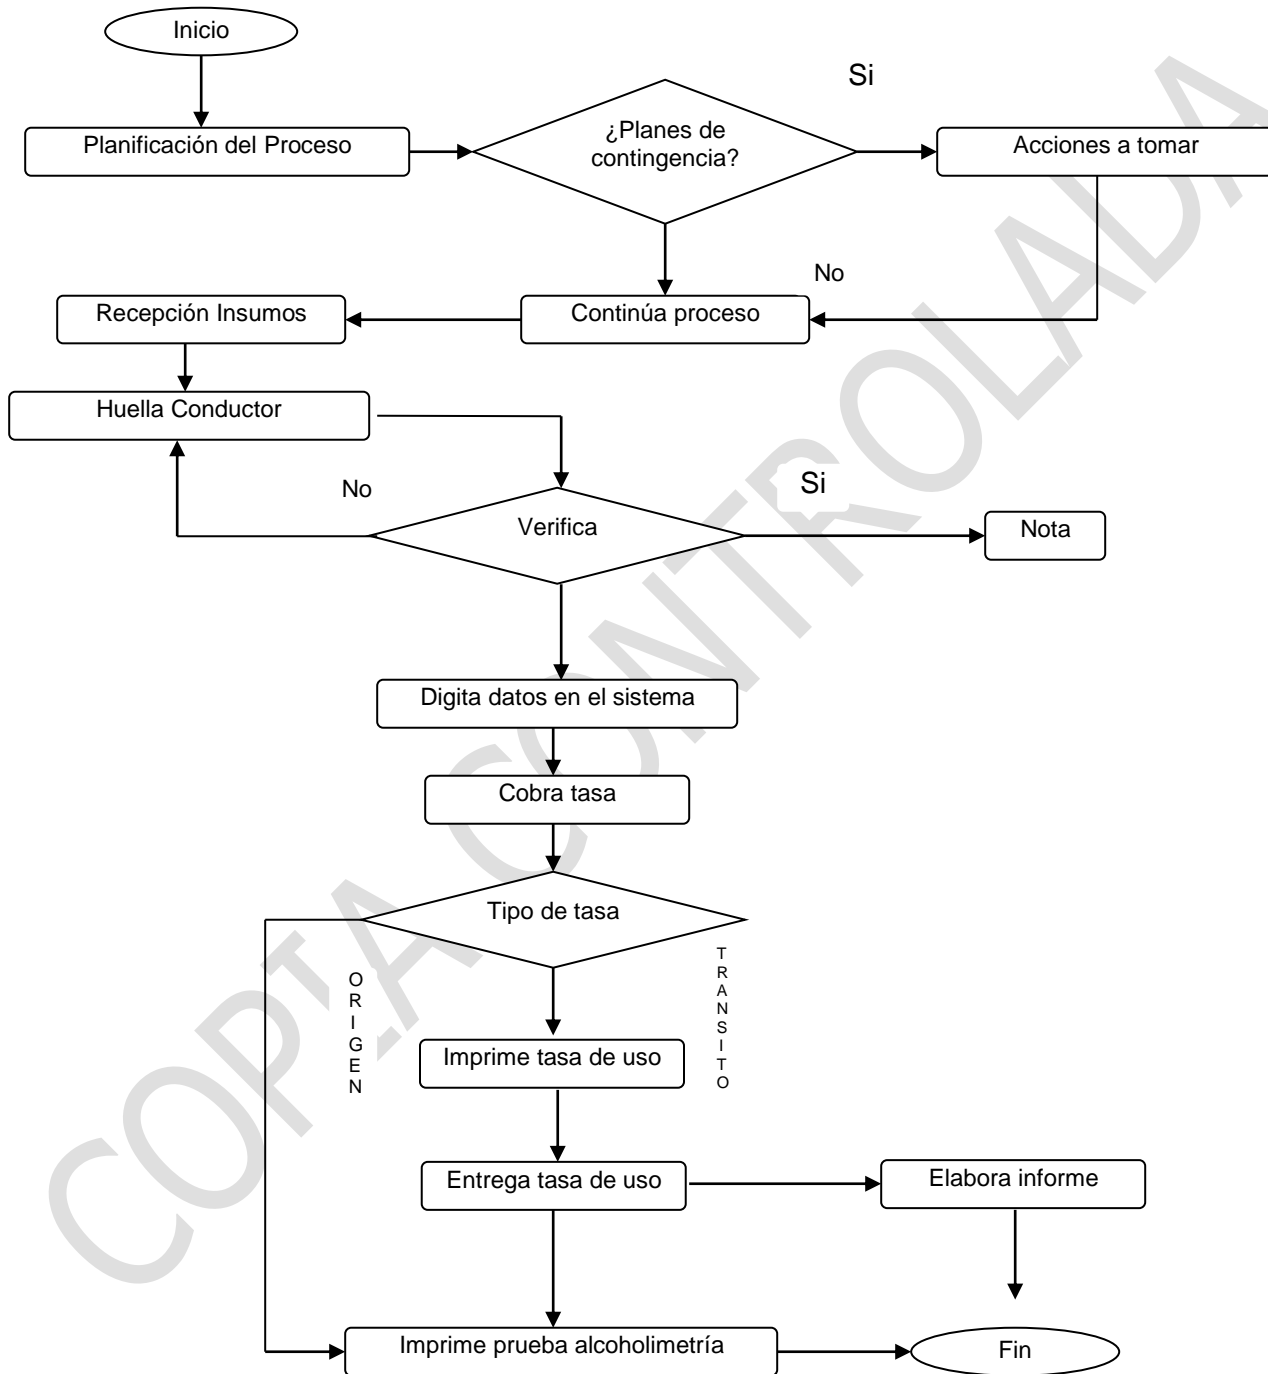 Inicio
Si
Planificación del Proceso
¿Planes de
contingencia?
Acciones a tomar
No
Recepción Insumos
Continúa proceso
Huella Conductor
No
Si
Verifica
Nota
Digita datos en el sistema
Cobra tasa
Tipo de tasa
ORIGEN
TRANSITO
Imprime tasa de uso
Entrega tasa de uso
Elabora informe
Imprime prueba alcoholimetría
Fin
COPIA CONTROLADA